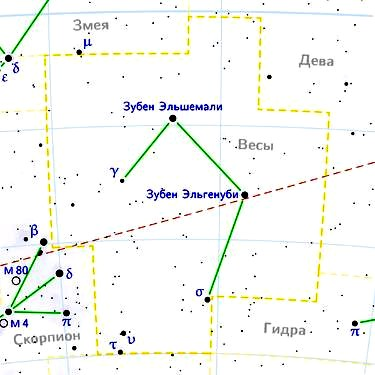 Змея
μ
Дева
ε δ
Зубен Эльшемали
Весы
γ
Зубен Эльгенуби
β
М 80
δ
σ
М 4
π
Скорпион
τ υ
Гидра
π